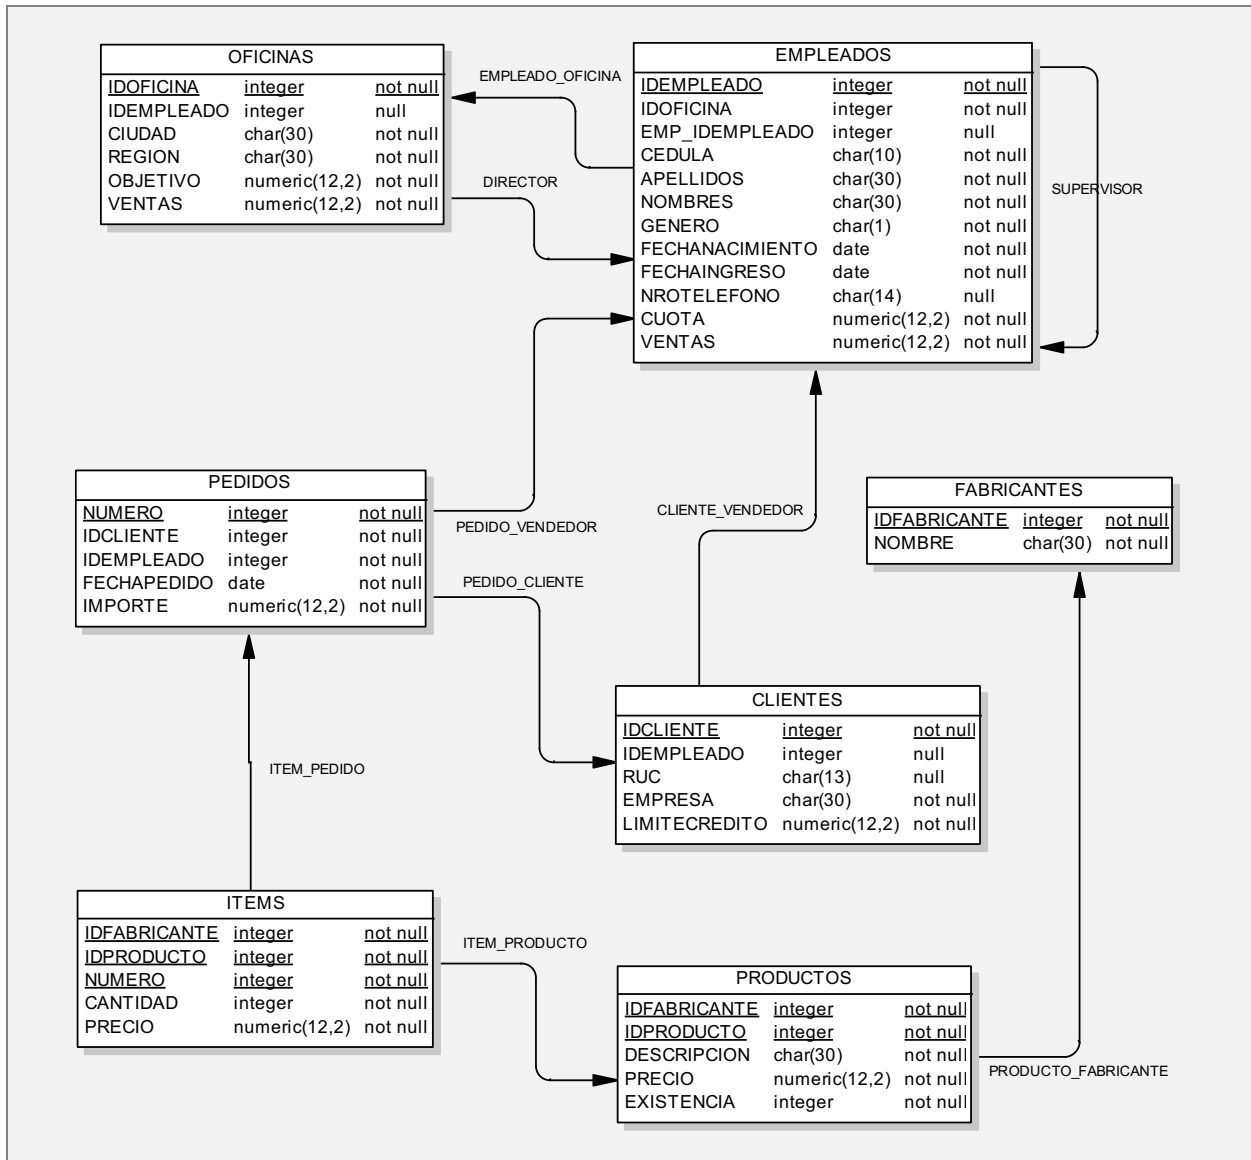 OFICINAS
IDOFICINA integer not null
IDEMPLEADO integer null
CIUDAD char(30) not null
REGION char(30) not null
OBJETIVO numeric(12,2) not null
VENTAS numeric(12,2) not null
EMPLEADO_OFICINA
DIRECTOR
EMPLEADOS
IDEMPLEADO integer not null
IDOFICINA integer not null
EMP_IDEMPLEADO integer null
CEDULA char(10) not null
APELLIDOS char(30) not null
NOMBRES char(30) not null
GENERO char(1) not null
FECHANACIMIENTO date not null
FECHAINGRESO date not null
NROTELEFONO char(14) null
CUOTA numeric(12,2) not null
VENTAS numeric(12,2) not null
SUPERVISOR
PEDIDOS
NUMERO integer not null
IDCLIENTE integer not null
IDEMPLEADO integer not null
FECHAPEDIDO date not null
IMPORTE numeric(12,2) not null
PEDIDO_VENDEDOR
PEDIDO_CLIENTE
CLIENTE_VENDEDOR
FABRICANTES
IDFABRICANTE integer not null
NOMBRE char(30) not null
CLIENTES
IDCLIENTE integer not null
IDEMPLEADO integer null
RUC char(13) null
EMPRESA char(30) not null
LIMITECREDITO numeric(12,2) not null
ITEM_PEDIDO
ITEMS
IDFABRICANTE integer not null
IDPRODUCTO integer not null
NUMERO integer not null
CANTIDAD integer not null
PRECIO numeric(12,2) not null
ITEM_PRODUCTO
PRODUCTOS
IDFABRICANTE integer not null
IDPRODUCTO integer not null
DESCRIPCION char(30) not null
PRECIO numeric(12,2) not null
EXISTENCIA integer not null
PRODUCTO_FABRICANTE